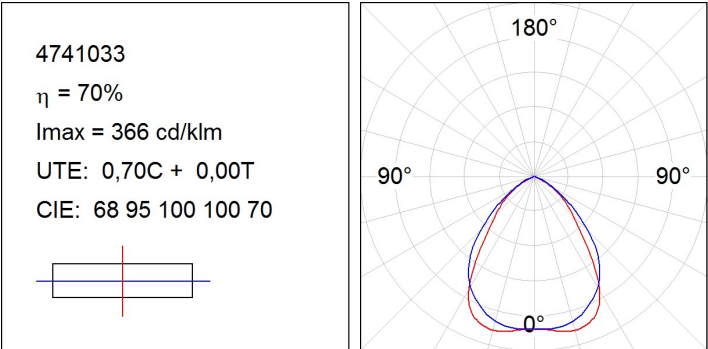 4741033
η = 70%
Imax = 366 cd/klm
UTE: 0,70C + 0,00T
CIE: 68 95 100 100 70
180°
90° 90°
0°